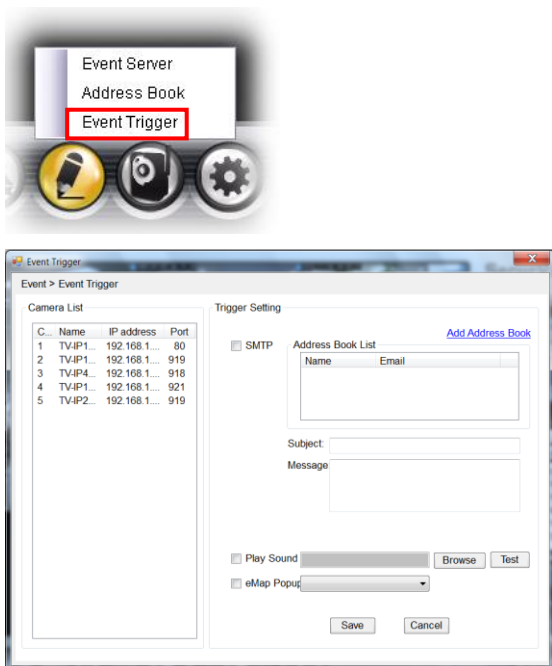 Event Server
Address Book
Event Trigger
Event Trigger
Event > Event Trigger
Camera List
C... Name IP address Port
1 TV-IP1... 192.168.1.... 80
2 TV-IP1... 192.168.1.... 919
3 TV-IP4... 192.168.1.... 918
4 TV-IP1... 192.168.1.... 921
5 TV-IP2... 192.168.1.... 919
Trigger Setting
Add Address Book
SMTP
Address Book List
Name Email
Subject:
Message
Play Sound Browse Test
eMap Popup
Save Cancel